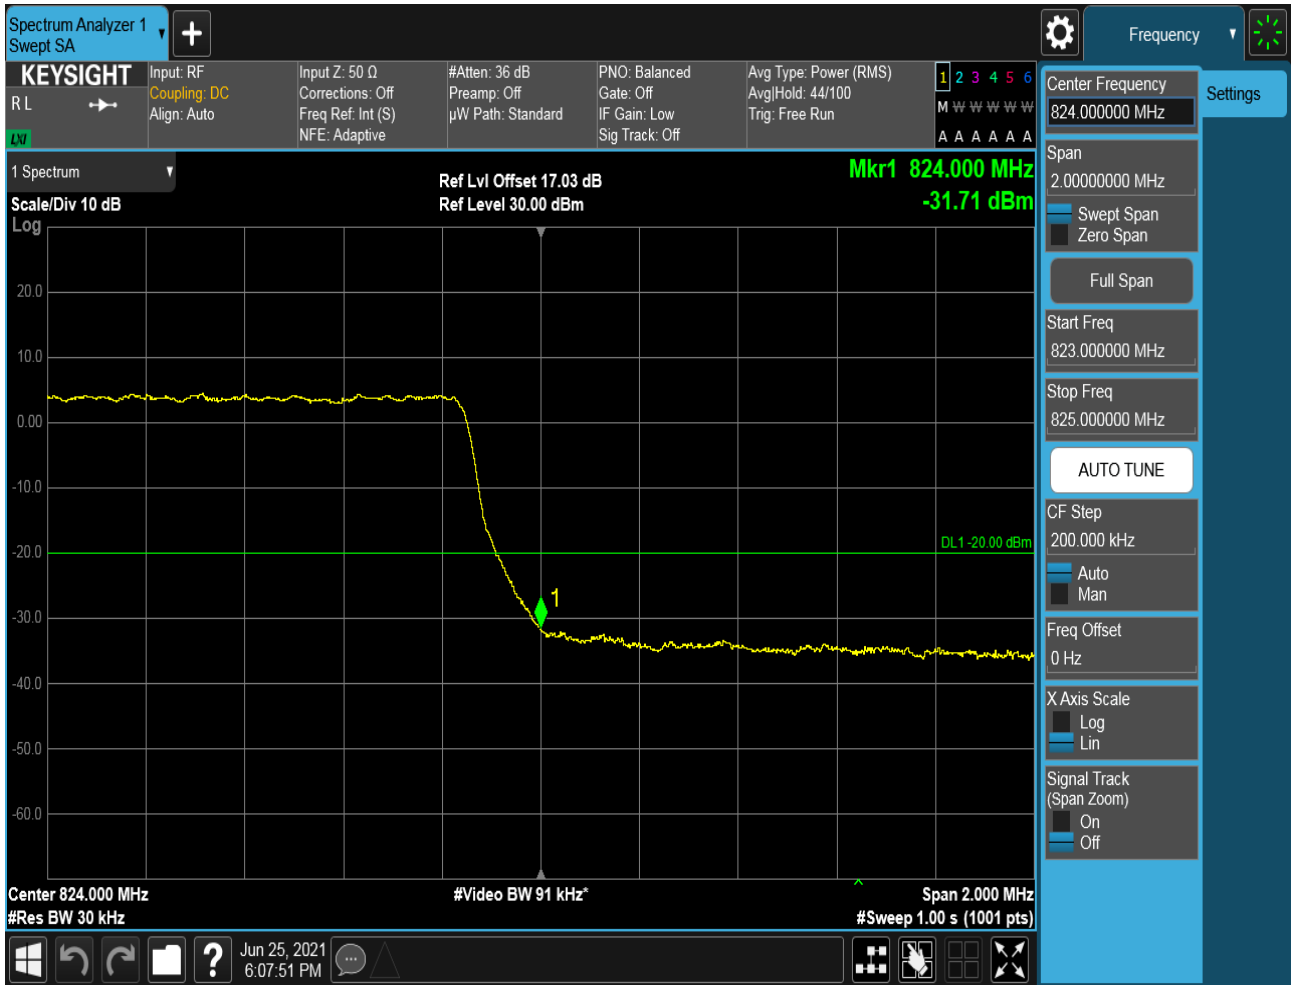 Spectrum Analyzer 1
Swept SA
Frequency
KEYSIGHT
R L
LXI
Input: RF
Coupling: DC
Align: Auto
Input Z: 50 Ω
Corrections: Off
Freq Ref: Int (S)
NFE: Adaptive
#Atten: 36 dB
Preamp: Off
µW Path: Standard
PNO: Balanced
Gate: Off
IF Gain: Low
Sig Track: Off
Avg Type: Power (RMS)
Avg|Hold: 44/100
Trig: Free Run
1 2 3 4 5 6
M W W W W W
A A A A A A
Center Frequency
824.000000 MHz
Settings
Span
2.00000000 MHz
Swept Span
Zero Span
Full Span
Start Freq
823.000000 MHz
Stop Freq
825.000000 MHz
AUTO TUNE
CF Step
200.000 kHz
Auto
Man
Freq Offset
0 Hz
X Axis Scale
Log
Lin
Signal Track
(Span Zoom)
On
Off
1 Spectrum
Scale/Div 10 dB
Log
Ref Lvl Offset 17.03 dB
Ref Level 30.00 dBm
Mkr1 824.000 MHz
-31.71 dBm
20.0
10.0
0.00
-10.0
-20.0
-30.0
-40.0
-50.0
-60.0
DL1 -20.00 dBm
1
Center 824.000 MHz
#Res BW 30 kHz
#Video BW 91 kHz*
Span 2.000 MHz
#Sweep 1.00 s (1001 pts)
?
Jun 25, 2021
6:07:51 PM